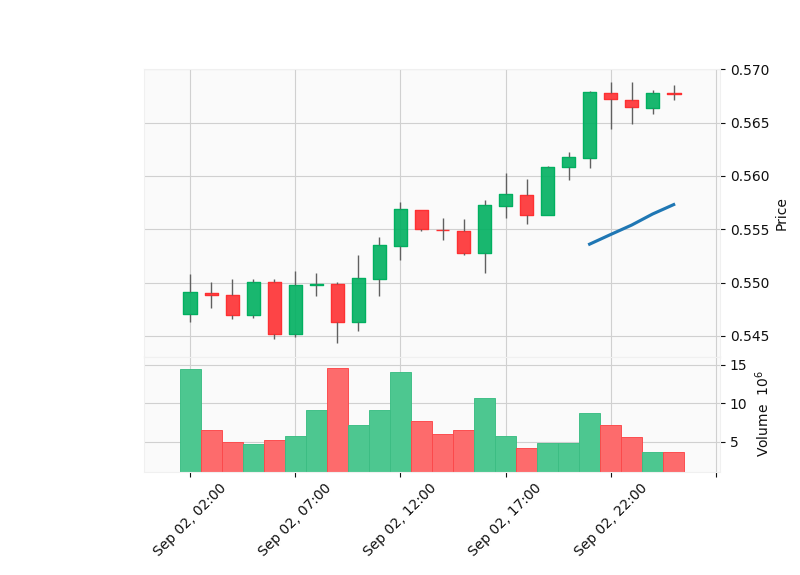 0.570
0.565
0.560
0.555
0.550
0.545
Price
15
10
5
Volume 10^6
Sep 02, 02:00
Sep 02, 07:00
Sep 02, 12:00
Sep 02, 17:00
Sep 02, 22:00